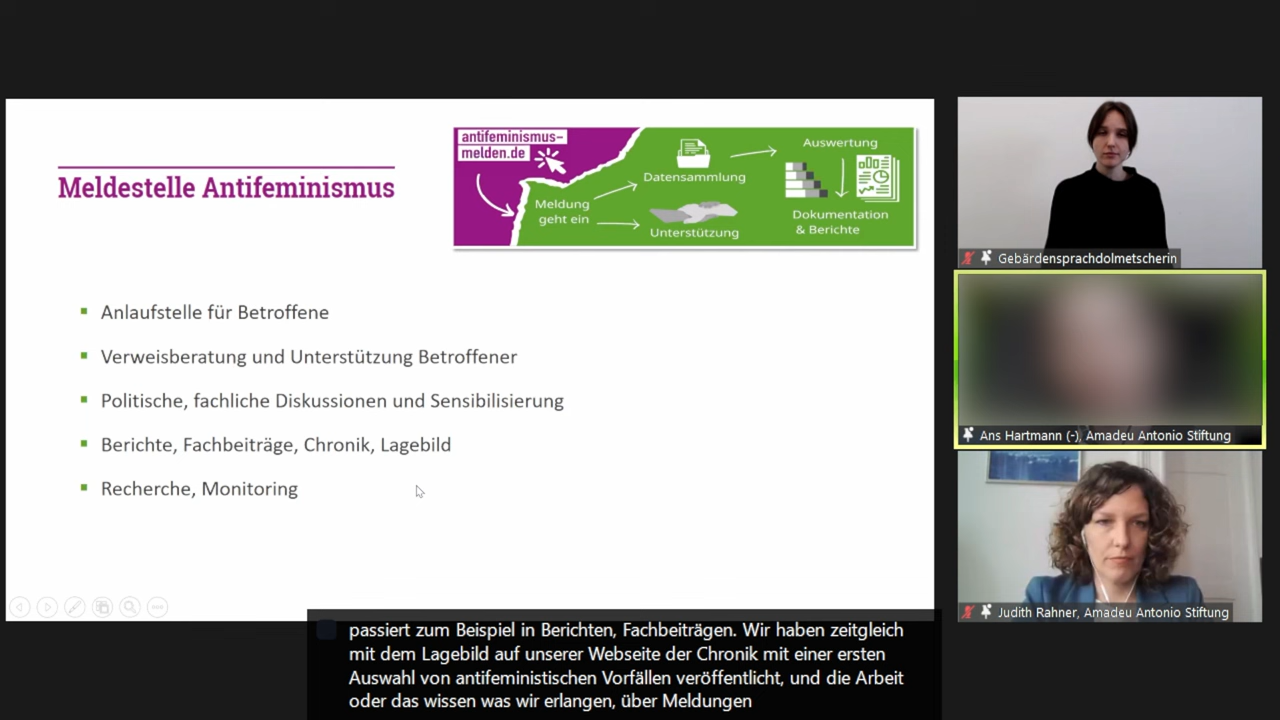 Meldestelle Antifeminismus
antifeminismus-
melden.de
Meldung
geht ein
Datensammlung
Unterstützung
Auswertung
Dokumentation
& Berichte
Anlaufstelle für Betroffene
Verweisberatung und Unterstützung Betroffener
Politische, fachliche Diskussionen und Sensibilisierung
Berichte, Fachbeiträge, Chronik, Lagebild
Recherche, Monitoring
Gebärdensprachdolmetscherin
Ans Hartmann (-), Amadeu Antonio Stiftung
Judith Rahner, Amadeu Antonio Stiftung
passiert zum Beispiel in Berichten, Fachbeiträgen. Wir haben zeitgleich
mit dem Lagebild auf unserer Webseite der Chronik mit einer ersten
Auswahl von antifeministischen Vorfällen veröffentlicht, und die Arbeit
oder das wissen was wir erlangen, über Meldungen